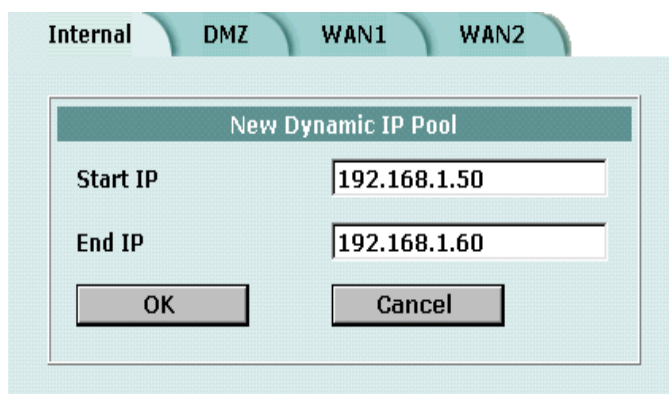 Internal DMZ WAN1 WAN2
New Dynamic IP Pool
Start IP 192.168.1.50
End IP 192.168.1.60
OK Cancel